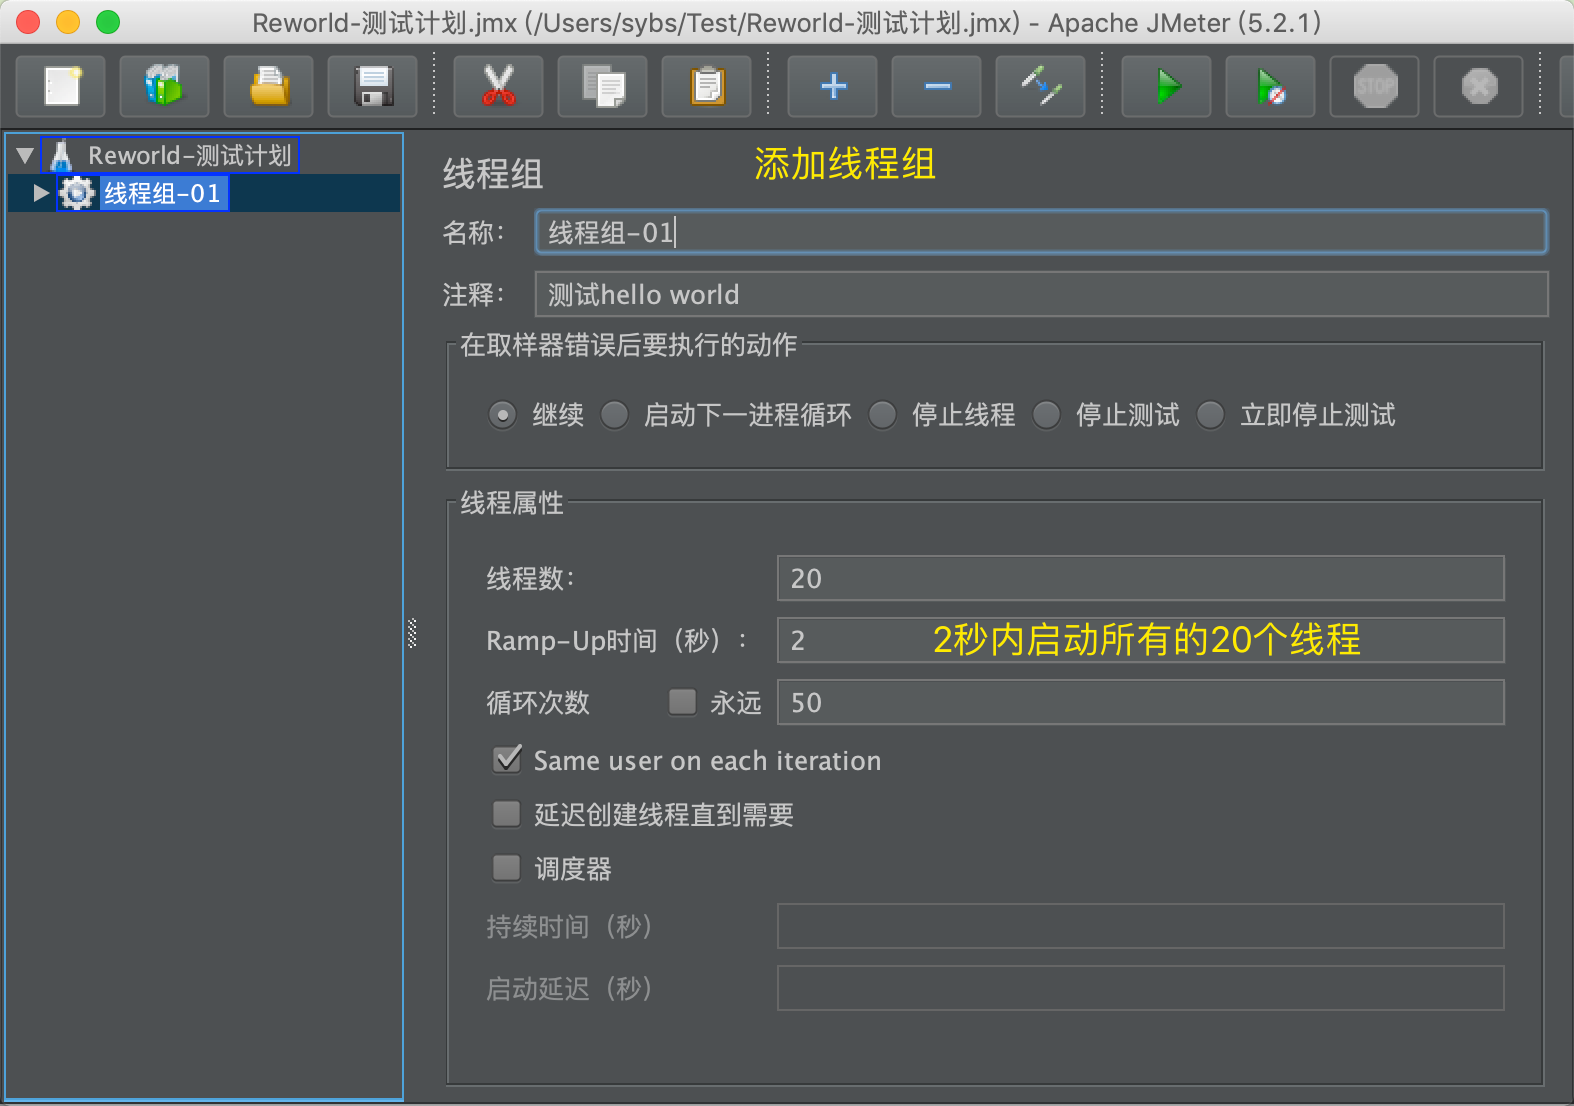 Reworld-测试计划.jmx (/Users/sybs/Test/Reworld-测试计划.jmx) - Apache JMeter (5.2.1)
STOP
Reworld-测试计划
线程组-01
线程组
添加线程组
名称：
线程组-01
注释：
测试hello world
在取样器错误后要执行的动作
继续 启动下一进程循环 停止线程 停止测试 立即停止测试
线程属性
线程数：
20
Ramp-Up时间（秒）：
2
2秒内启动所有的20个线程
循环次数 永远
50
Same user on each iteration
延迟创建线程直到需要
调度器
持续时间（秒）
启动延迟（秒）